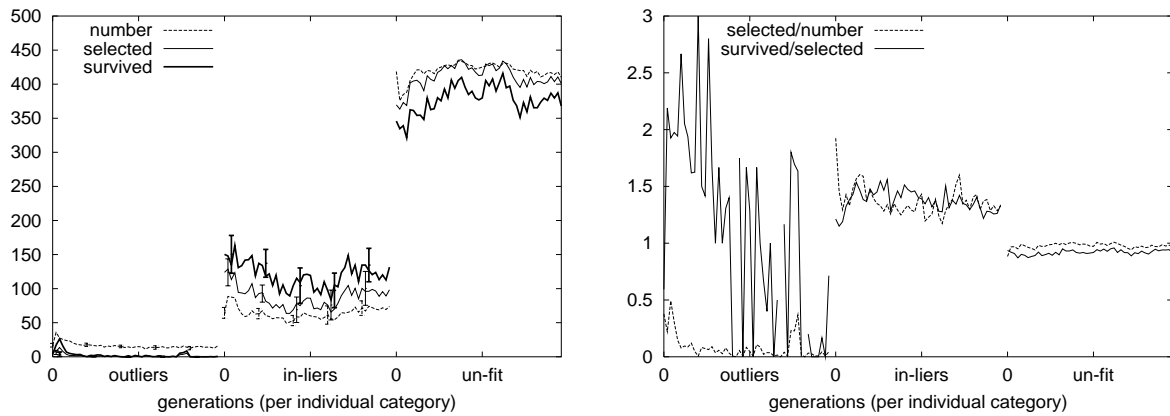 500
450
400
350
300
250
200
150
100
50
0
number
selected
survived
0 outliers 0 in-liers 0 un-fit
generations (per individual category)
3
2.5
2
1.5
1
0.5
0
selected/number
survived/selected
0 outliers 0 in-liers 0 un-fit
generations (per individual category)